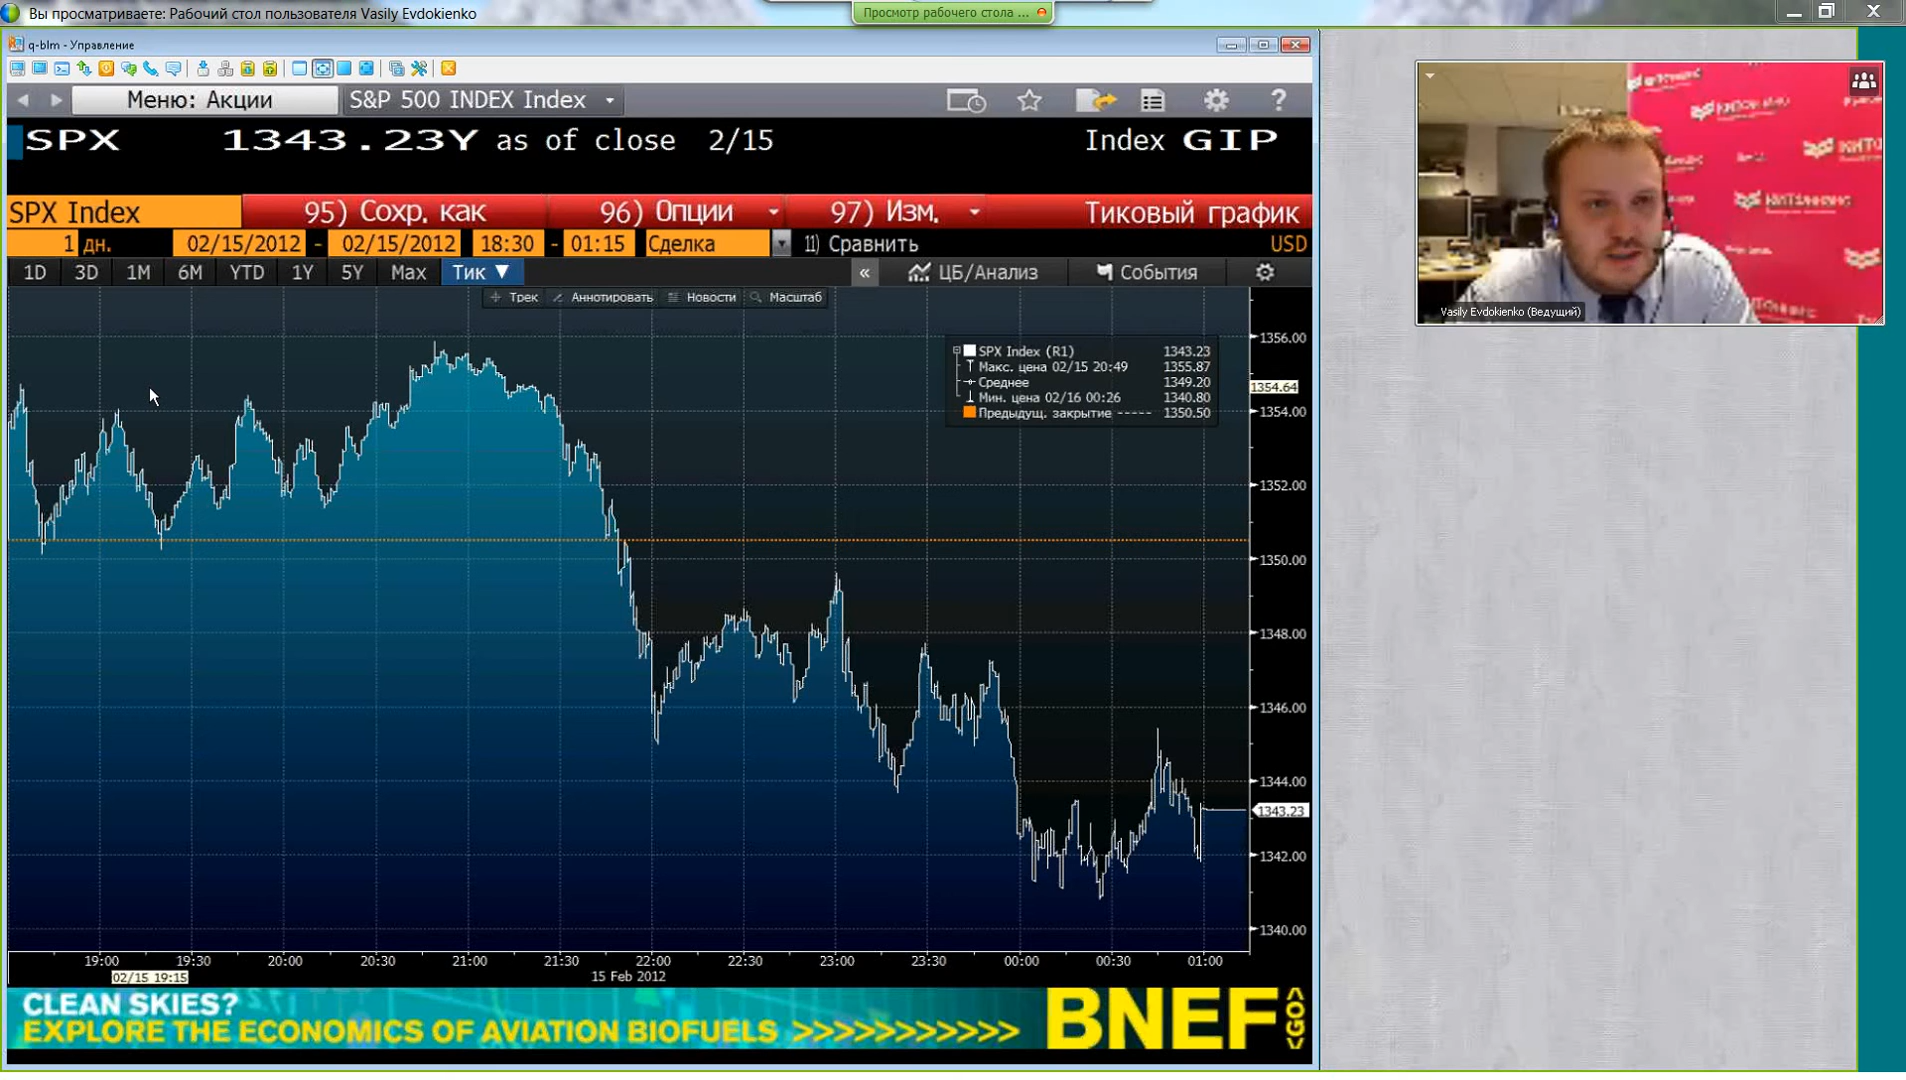 Вы просматриваете: Рабочий стол пользователя Vasily Evdokienko
Просмотр рабочего стола ...
q-blm - Управление
Меню: Акции
S&P 500 INDEX Index
?
SPX 1343.23Y as of close 2/15 Index GIP
SPX Index 95) Сохр. как 96) Опции 97) Изм. Тиковый график
1 дн. 02/15/2012 - 02/15/2012 18:30 - 01:15 Сделка 11) Сравнить USD
1D 3D 1M 6M YTD 1Y 5Y Max Тик ▼ « ЦБ/Анализ События
Трек Аннотировать Новости Масштаб
SPX Index (R1) 1343.23
Макс. цена 02/15 20:49 1355.87
Среднее 1349.20
Мин. цена 02/16 00:26 1340.80
Предыдущ. закрытие ----- 1350.50
1356.00
1354.64
1354.00
1352.00
1350.00
1348.00
1346.00
1344.00
1343.23
1342.00
1340.00
19:00 19:30 20:00 20:30 21:00 21:30 22:00 22:30 23:00 23:30 00:00 00:30 01:00
02/15 19:15
15 Feb 2012
CLEAN SKIES?
EXPLORE THE ECONOMICS OF AVIATION BIOFUELS >>>>>>>>>>>
BNEF
<GO>
Vasily Evdokienko (Ведущий)